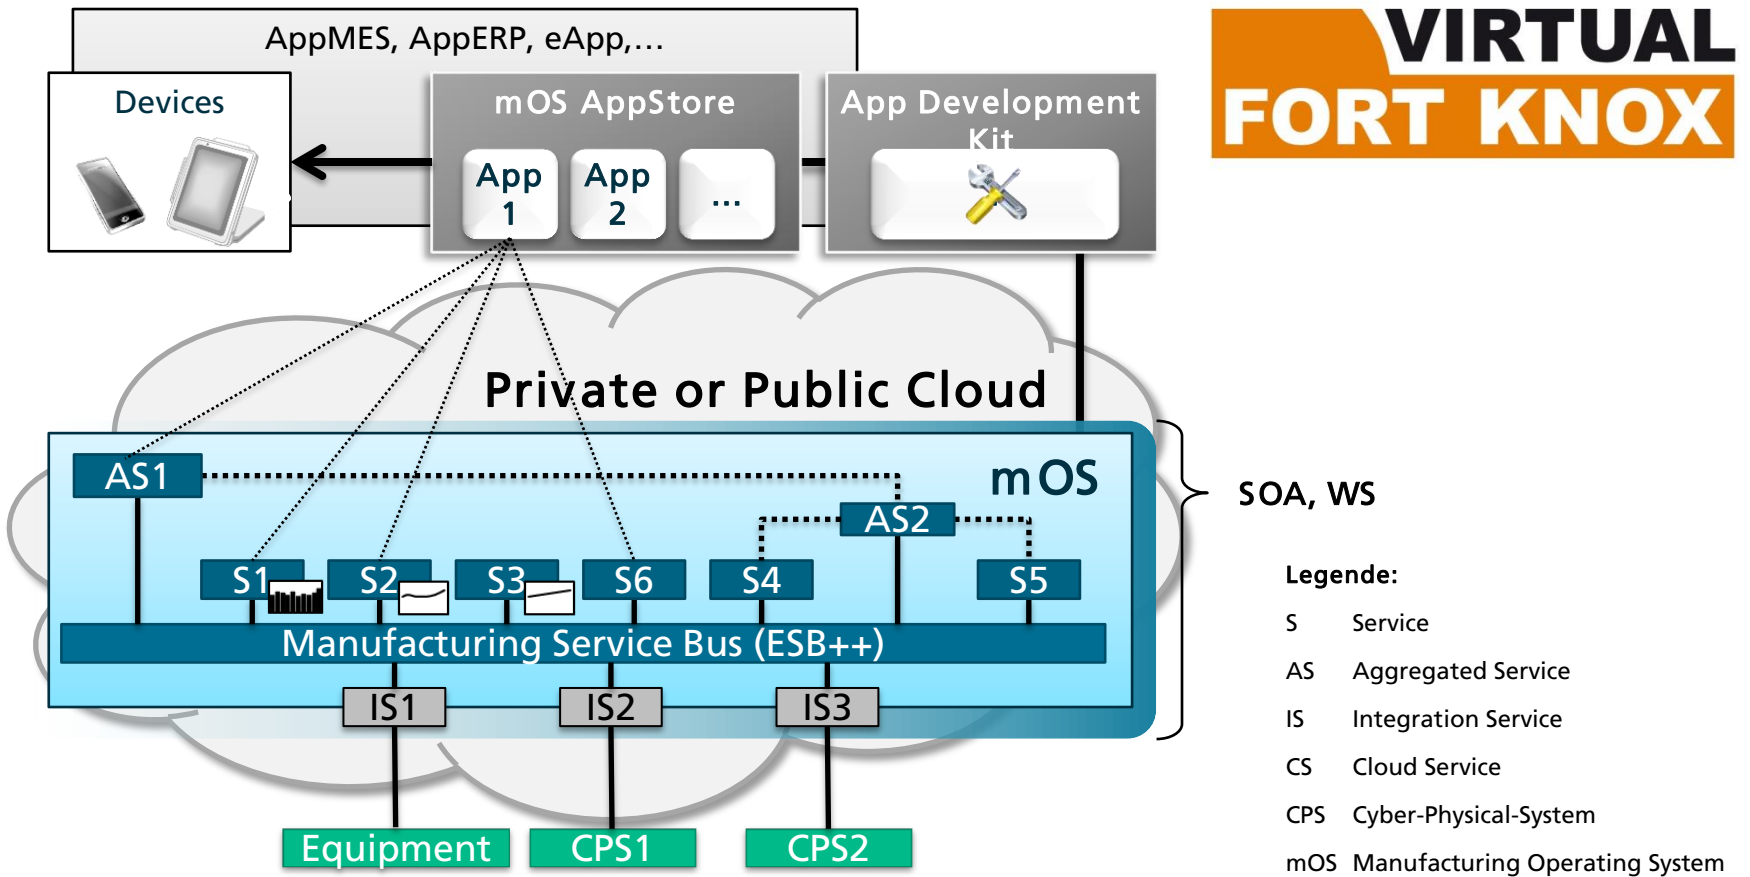 AppMES, AppERP, eApp,...
VIRTUAL
FORT KNOX
Devices
mOS AppStore
App Development
Kit
App
1
App
2
...
Private or Public Cloud
mOS
AS1
AS2
SOA, WS
S1
S2
S3
S6
S4
S5
Manufacturing Service Bus (ESB++)
IS1
IS2
IS3
Equipment
CPS1
CPS2
Legende:
S Service
AS Aggregated Service
IS Integration Service
CS Cloud Service
CPS Cyber-Physical-System
mOS Manufacturing Operating System